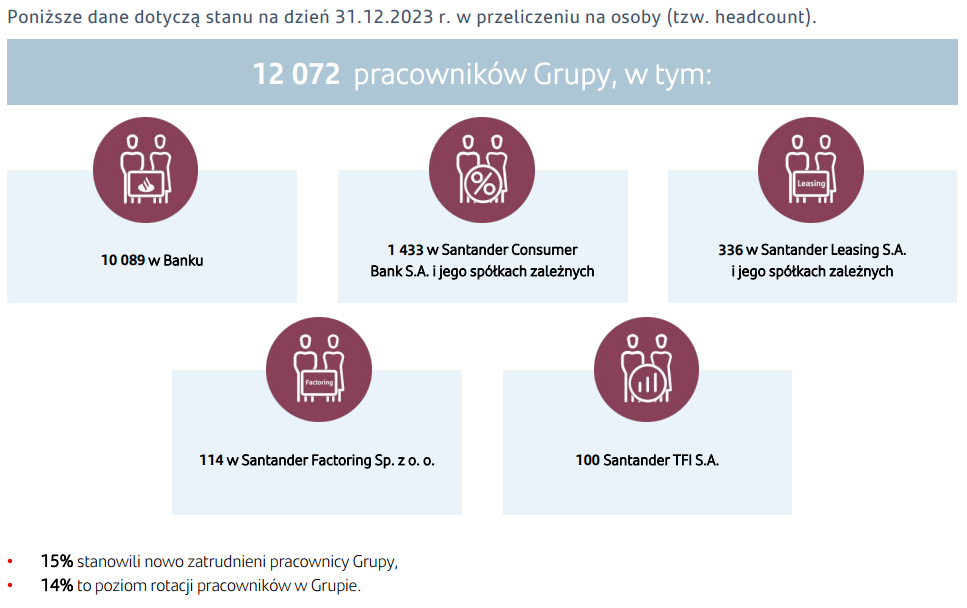 Poniższe dane dotyczą stanu na dzień 31.12.2023 r. w przeliczeniu na osoby (tzw. headcount).
12 072 pracowników Grupy, w tym:
%
Leasing
10 089 w Banku
1 433 w Santander Consumer
Bank S.A. i jego spółkach zależnych
336 w Santander Leasing S.A.
i jego spółkach zależnych
Factoring
114 w Santander Factoring Sp. z o. o.
100 Santander TFI S.A.
• 15% stanowili nowo zatrudnieni pracownicy Grupy,
• 14% to poziom rotacji pracowników w Grupie.